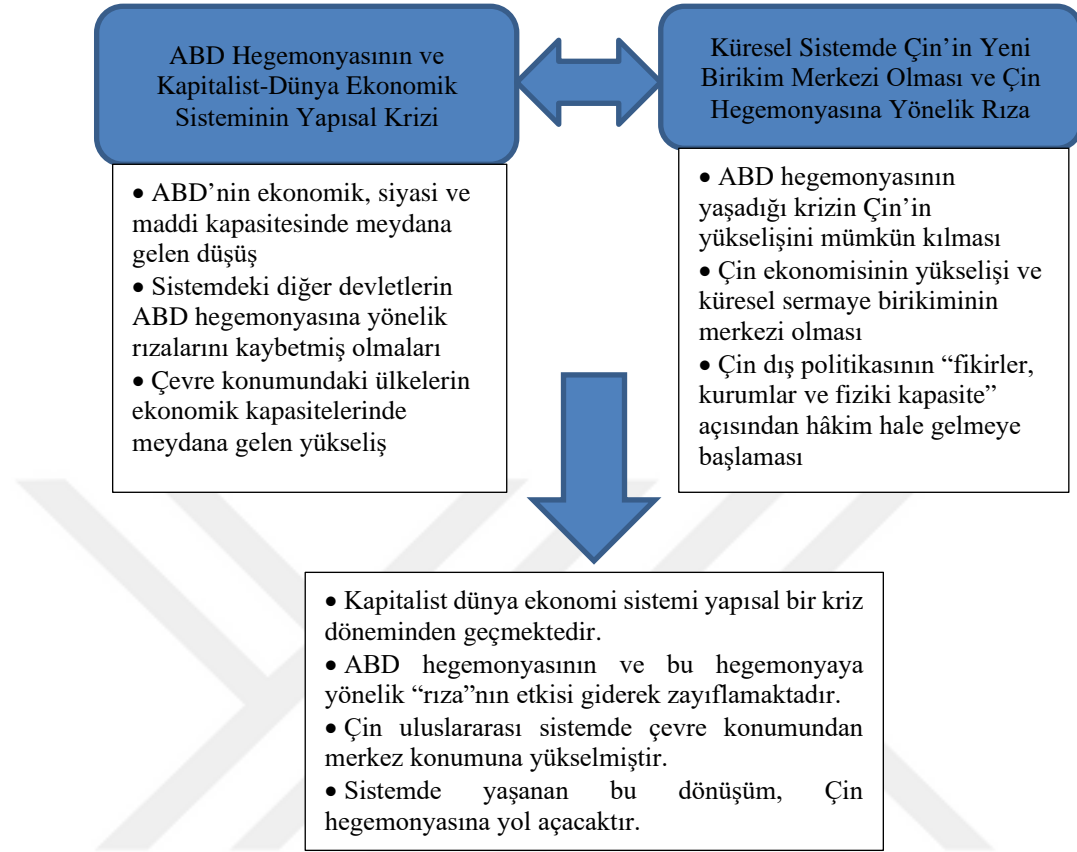 ABD Hegemonyasının ve
Kapitalist-Dünya Ekonomik
Sisteminin Yapısal Krizi
Küresel Sistemde Çin’in Yeni
Birikim Merkezi Olması ve Çin
Hegemonyasına Yönelik Rıza
• ABD’nin ekonomik, siyasi ve
maddi kapasitesinde meydana
gelen düşüş
• Sistemdeki diğer devletlerin
ABD hegemonyasına yönelik
rızalarını kaybetmiş olmaları
• Çevre konumundaki ülkelerin
ekonomik kapasitelerinde
meydana gelen yükseliş
• ABD hegemonyasının
yaşadığı krizin Çin’in
yükselişini mümkün kılması
• Çin ekonomisinin yükselişi ve
küresel sermaye birikiminin
merkezi olması
• Çin dış politikasının “fikirler,
kurumlar ve fiziki kapasite”
açısından hâkim hale gelmeye
başlaması
• Kapitalist dünya ekonomi sistemi yapısal bir kriz
döneminden geçmektedir.
• ABD hegemonyasının ve bu hegemonyaya
yönelik “rıza”nın etkisi giderek zayıflamaktadır.
• Çin uluslararası sistemde çevre konumundan
merkez konumuna yükselmiştir.
• Sistemde yaşanan bu dönüşüm, Çin
hegemonyasına yol açacaktır.